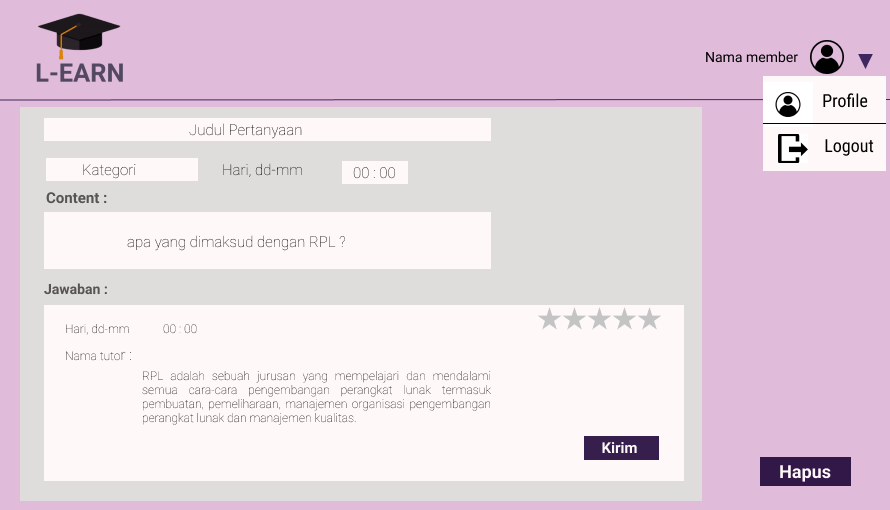 L-EARN
Nama member
Profile
Logout
Judul Pertanyaan
Kategori
Hari, dd-mm
00 : 00
Content :
apa yang dimaksud dengan RPL ?
Jawaban :
Hari, dd-mm
00 : 00
Nama tutor :
RPL adalah sebuah jurusan yang mempelajari dan mendalami
semua cara-cara pengembangan perangkat lunak termasuk
pembuatan, pemeliharaan, manajemen organisasi pengembangan
perangkat lunak dan manajemen kualitas.
Kirim
Hapus